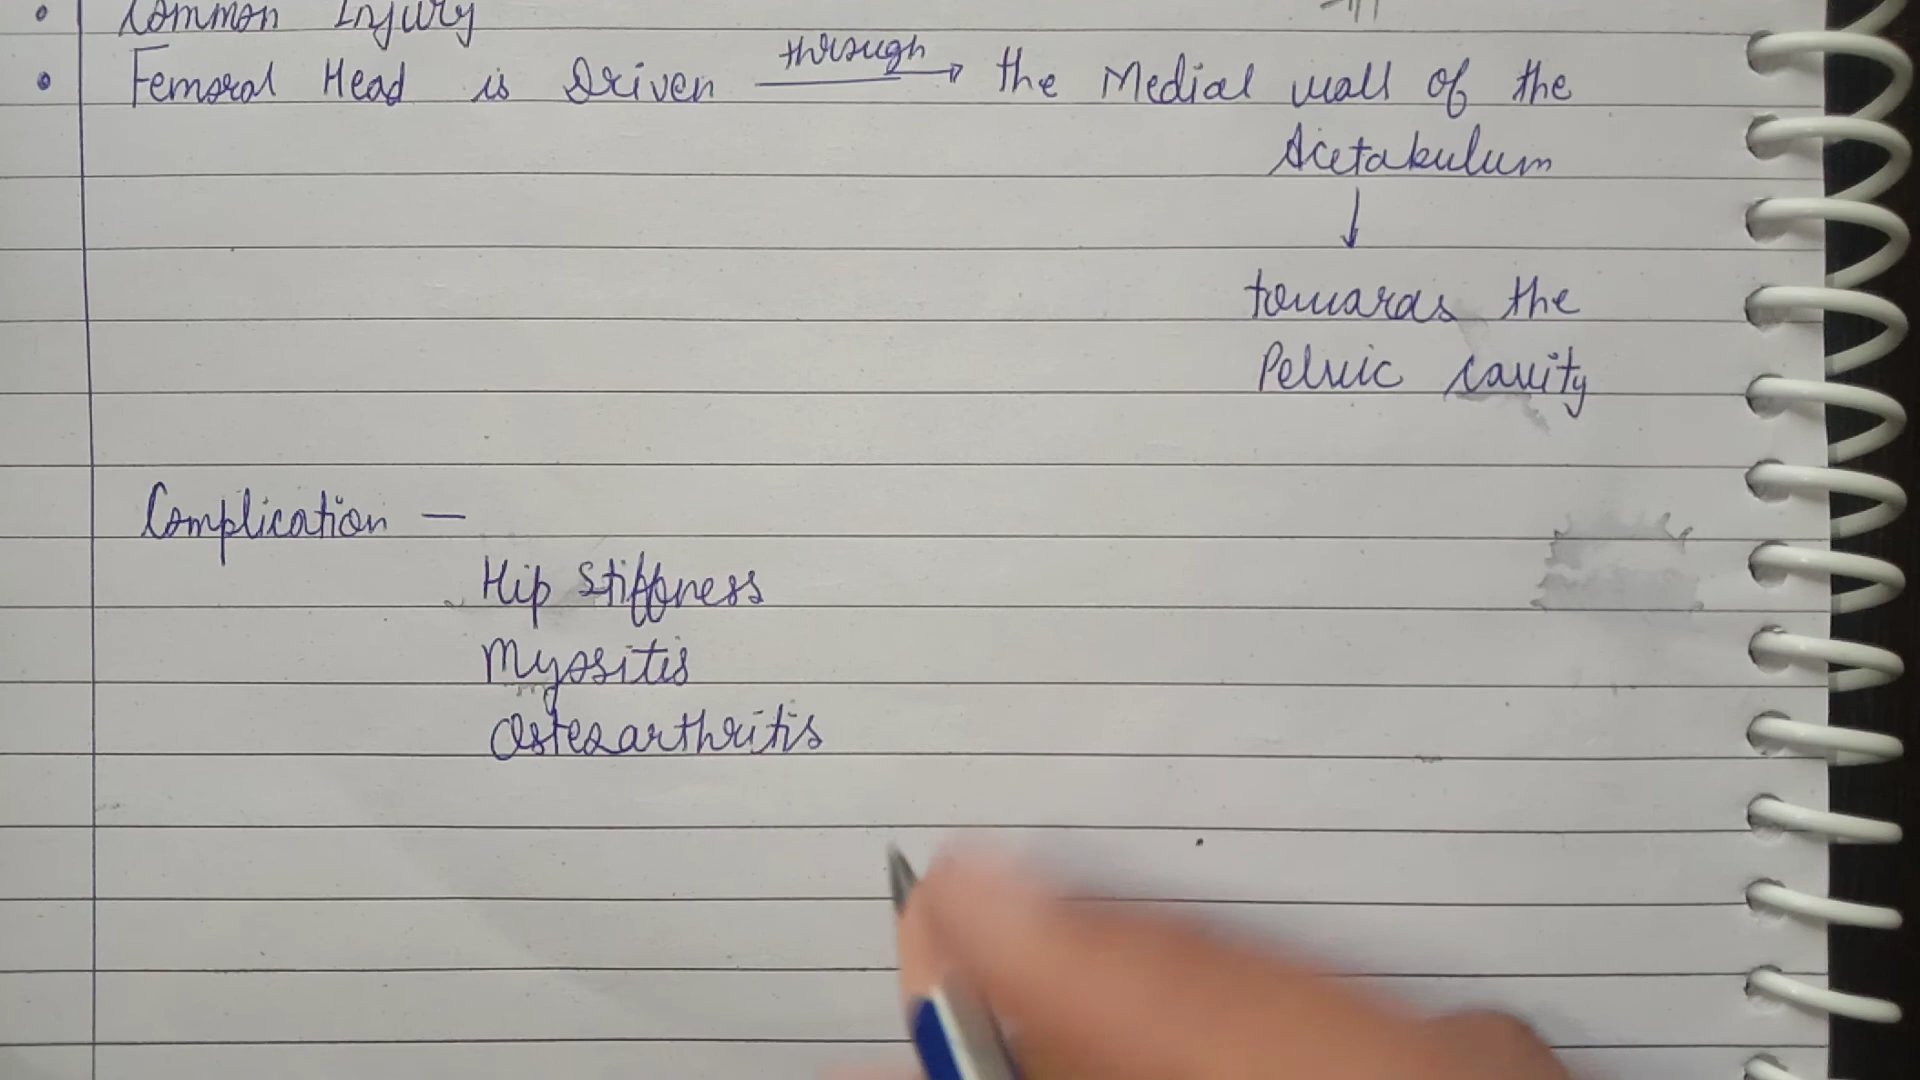 • Common Injury
• Femoral Head is Driven through → the Medial wall of the
Acetabulum
↓
towards the
Pelvic cavity
Complication —
Hip Stiffness
Myositis
Osteoarthritis